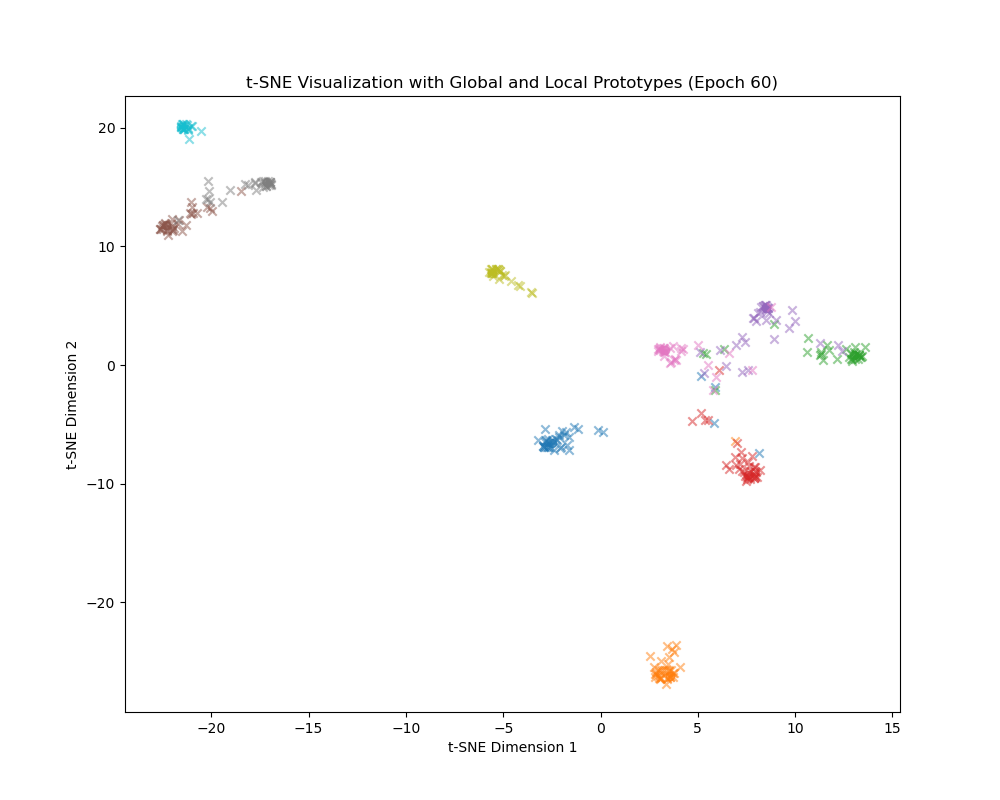 t-SNE Visualization with Global and Local Prototypes (Epoch 60)
20
10
0
−10
−20
t-SNE Dimension 2
−20 −15 −10 −5 0 5 10 15
t-SNE Dimension 1